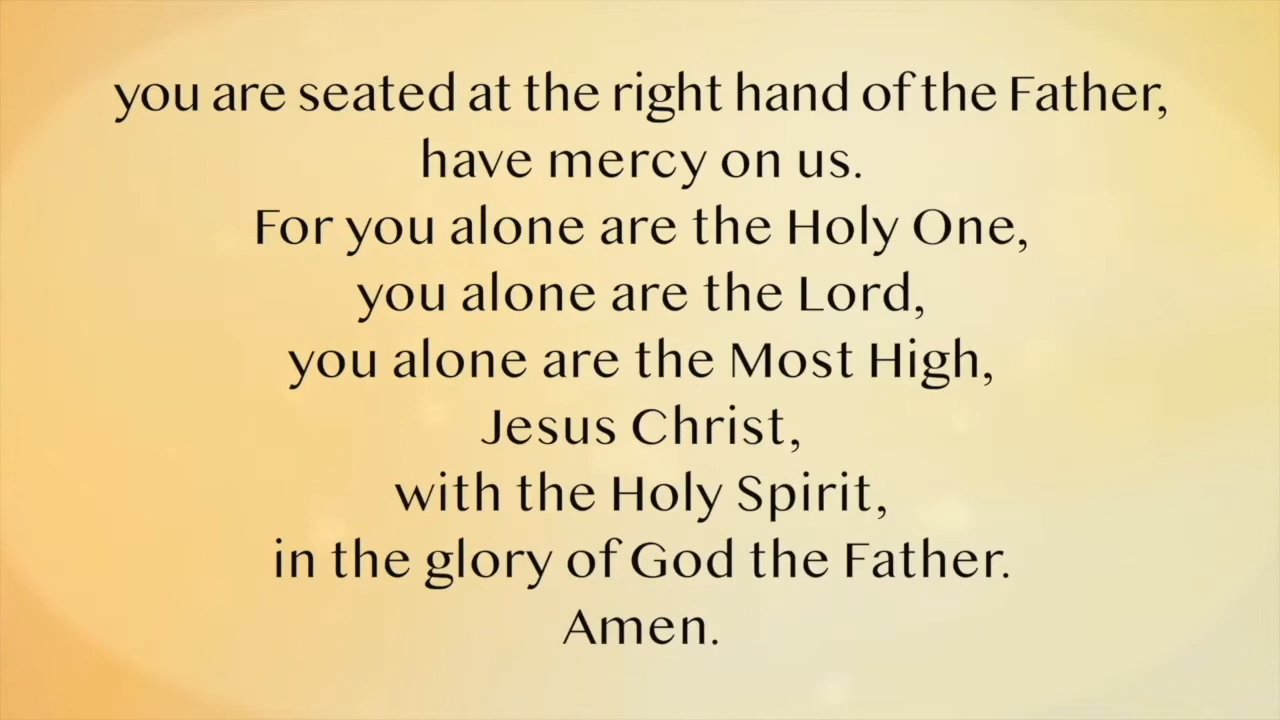 you are seated at the right hand of the Father,
have mercy on us.
For you alone are the Holy One,
you alone are the Lord,
you alone are the Most High,
Jesus Christ,
with the Holy Spirit,
in the glory of God the Father.
Amen.